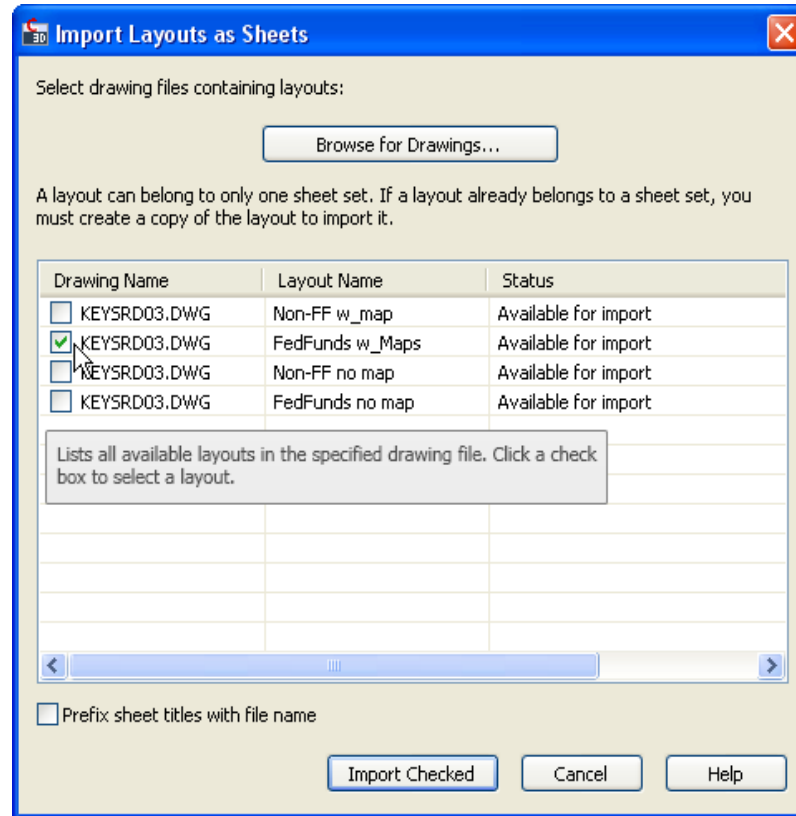 Import Layouts as Sheets
Select drawing files containing layouts:
Browse for Drawings...
A layout can belong to only one sheet set. If a layout already belongs to a sheet set, you
must create a copy of the layout to import it.
Drawing Name Layout Name Status
KEYSRD03.DWG Non-FF w_map Available for import
KEYSRD03.DWG FedFunds w_Maps Available for import
KEYSRD03.DWG Non-FF no map Available for import
KEYSRD03.DWG FedFunds no map Available for import
Lists all available layouts in the specified drawing file. Click a check
box to select a layout.
Prefix sheet titles with file name
Import Checked Cancel Help